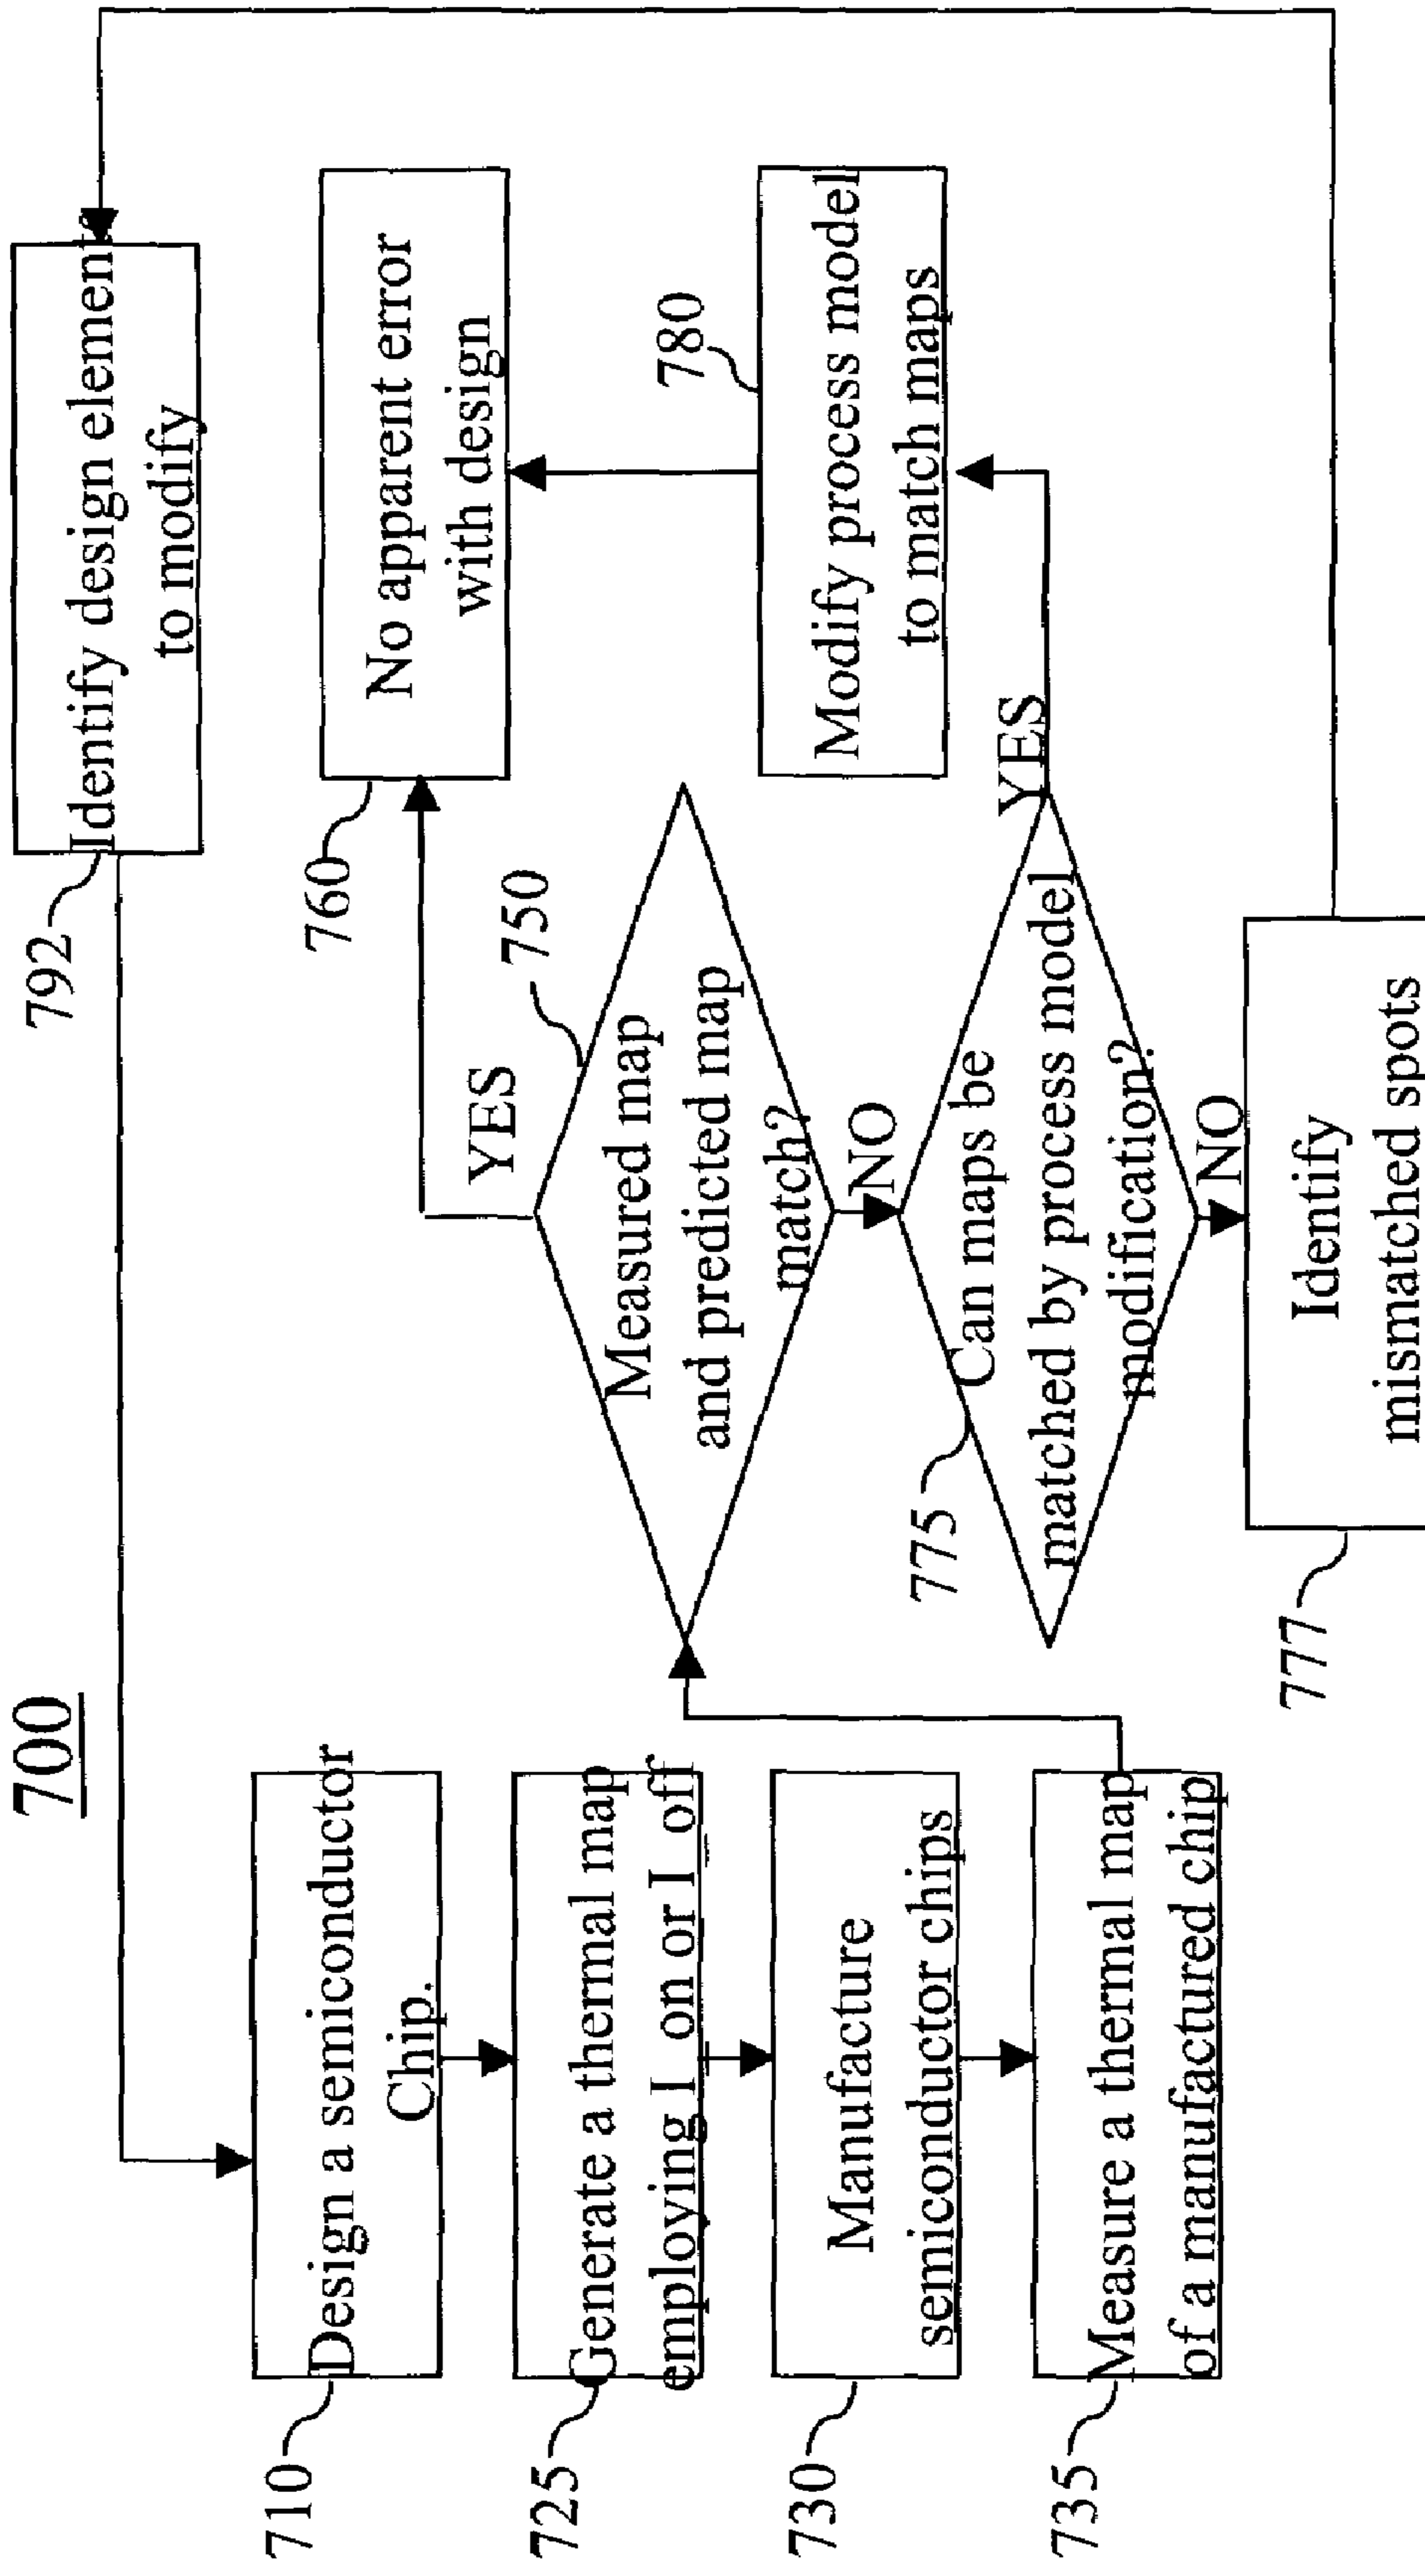 700
710
Design a semiconductor
Chip.
725
Generate a thermal map
employing I_on or I_off
730
Manufacture
semiconductor chips
735
Measure a thermal map
of a manufactured chip
750
Measured map
and predicted map
match?
YES
NO
760
No apparent error
with design
775
Can maps be
matched by process model
modification?
YES
NO
780
Modify process model
to match maps
777
Identify
mismatched spots
792
Identify design elements
to modify